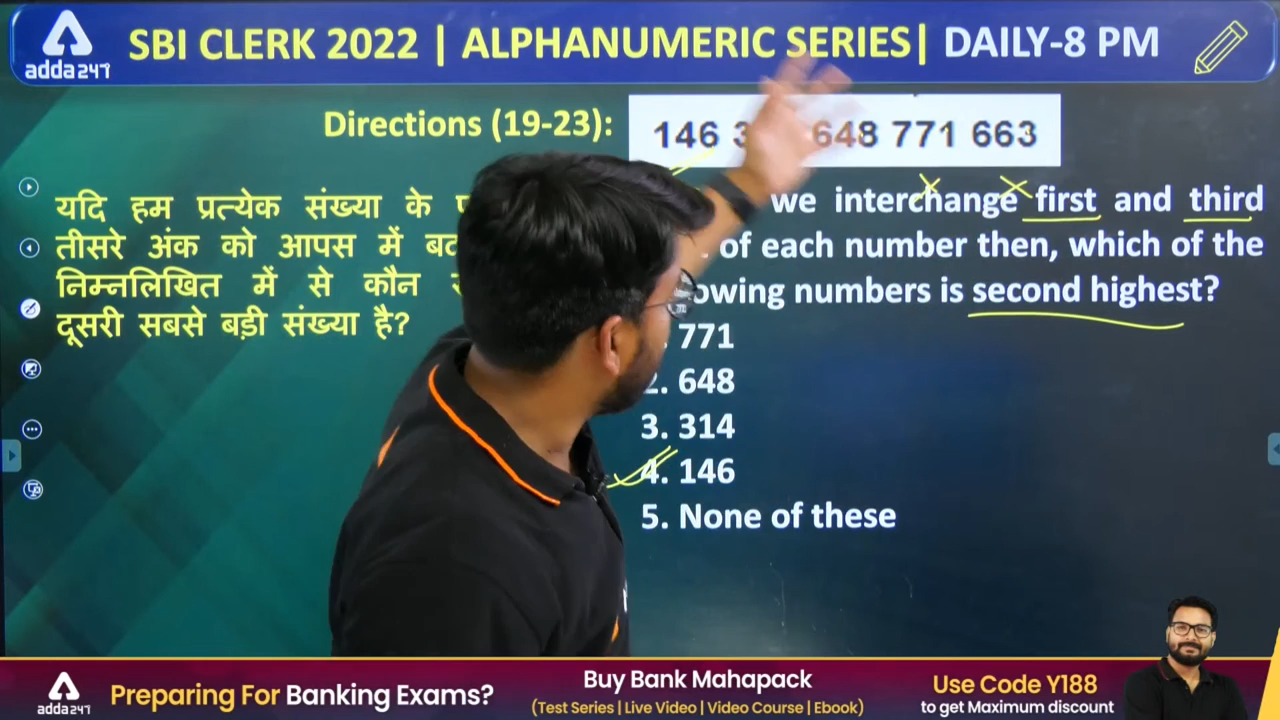 adda247
SBI CLERK 2022 | ALPHANUMERIC SERIES| DAILY-8 PM
Directions (19-23):
146 3 648 771 663
यदि हम प्रत्येक संख्या के
तीसरे अंक को आपस में
निम्नलिखित में से कौन
दूसरी सबसे बड़ी संख्या है?
we interchange first and third
of each number then, which of the
owing numbers is second highest?
. 771
2. 648
3. 314
4. 146
5. None of these
adda247
Preparing For Banking Exams?
Buy Bank Mahapack
(Test Series | Live Video | Video Course | Ebook)
Use Code Y188
to get Maximum discount